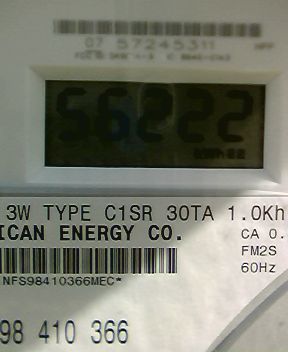 07 57245311
56222
3W TYPE C1SR 30TA 1.0Kh
ICAN ENERGY CO.
CA 0.
FM2S
60Hz
NFS98410366MEC*
98 410 366